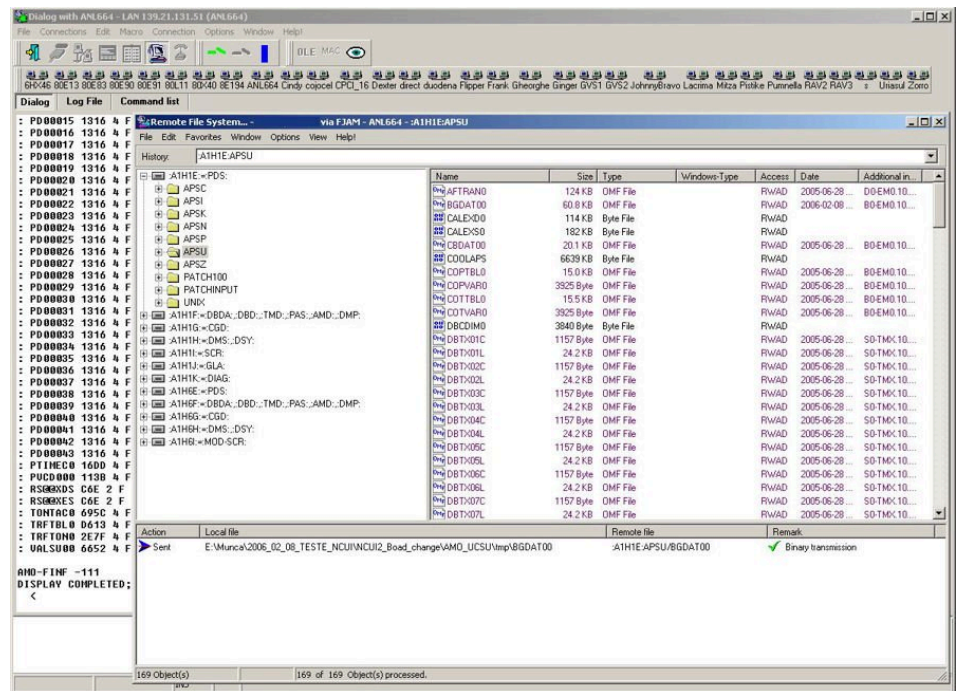 Dialog with ANL664 - LAN 139.21.131.51 (ANL664)
File Connections Edit Macro Connection Options Window Help!
OLE MAC
6HX46 80E13 80E83 80E90 80E91 80L11 80X40 8E194 ANL664 Cindy cojocel CPCI_16 Dexter direct duodena Flipper Frank Gheorghe Ginger GVS1 GVS2 JohnnyBravo Lacrima Mitza Pistike Pumnella RAV2 RAV3 Uriasul Zorro
Dialog Log File Command list
: PD00015 1316 4 F
: PD00016 1316 4 F
: PD00017 1316 4 F
: PD00018 1316 4 F
: PD00019 1316 4 F
: PD00020 1316 4 F
: PD00021 1316 4 F
: PD00022 1316 4 F
: PD00023 1316 4 F
: PD00024 1316 4 F
: PD00025 1316 4 F
: PD00026 1316 4 F
: PD00027 1316 4 F
: PD00028 1316 4 F
: PD00029 1316 4 F
: PD00030 1316 4 F
: PD00031 1316 4 F
: PD00032 1316 4 F
: PD00033 1316 4 F
: PD00034 1316 4 F
: PD00035 1316 4 F
: PD00036 1316 4 F
: PD00037 1316 4 F
: PD00038 1316 4 F
: PD00039 1316 4 F
: PD00040 1316 4 F
: PD00041 1316 4 F
: PD00042 1316 4 F
: PD00043 1316 4 F
: PTIMEC0 16DD 4 F
: PVCD000 113B 4 F
: RS@@XDS C6E 2 F
: RS@@XES C6E 2 F
: TONTAC0 695C 4 F
: TRFTBL0 D613 4 F
: TRFTON0 2E7F 4 F
: VALSU00 6652 4 F
AMO-FINF -111
DISPLAY COMPLETED;
<
Remote File System... - via FJAM - ANL664 - :A1H1E:APSU
File Edit Favorites Window Options View Help!
History: :A1H1E:APSU
:A1H1E:=:PDS:
APSC
APSI
APSK
APSN
APSP
APSU
APSZ
PATCH100
PATCHINPUT
UNIX
:A1H1F:=:DBDA:,:DBD:,:TMD:,:PAS:,:AMD:,:DMP:
:A1H1G:=:CGD:
:A1H1H:=:DMS:,:DSY:
:A1H1I:=:SCR:
:A1H1J:=:GLA:
:A1H1K:=:DIAG:
:A1H6E:=:PDS:
:A1H6F:=:DBDA:,:DBD:,:TMD:,:PAS:,:AMD:,:DMP:
:A1H6G:=:CGD:
:A1H6H:=:DMS:,:DSY:
:A1H6I:=:MOD-SCR:
Name Size Type Windows-Type Access Date Additional in...
AFTRAN0 124 KB OMF File RWAD 2005-06-28 ... D0-EM0.10....
BGDAT00 60.8 KB OMF File RWAD 2006-02-08 ... B0-EM0.10....
CALEXD0 114 KB Byte File RWAD
CALEXS0 182 KB Byte File RWAD
CBDAT00 20.1 KB OMF File RWAD 2005-06-28 ... B0-EM0.10....
COOLAPS 6639 KB Byte File RWAD
COPTBL0 15.0 KB OMF File RWAD 2005-06-28 ... B0-EM0.10....
COPVAR0 3925 Byte OMF File RWAD 2005-06-28 ... B0-EM0.10....
COTTBL0 15.5 KB OMF File RWAD 2005-06-28 ... B0-EM0.10....
COTVAR0 3925 Byte OMF File RWAD 2005-06-28 ... B0-EM0.10....
DBCDIM0 3840 Byte Byte File RWAD
DBTX01C 1157 Byte OMF File RWAD 2005-06-28 ... S0-TMX.10....
DBTX01L 24.2 KB OMF File RWAD 2005-06-28 ... S0-TMX.10....
DBTX02C 1157 Byte OMF File RWAD 2005-06-28 ... S0-TMX.10....
DBTX02L 24.2 KB OMF File RWAD 2005-06-28 ... S0-TMX.10....
DBTX03C 1157 Byte OMF File RWAD 2005-06-28 ... S0-TMX.10....
DBTX03L 24.2 KB OMF File RWAD 2005-06-28 ... S0-TMX.10....
DBTX04C 1157 Byte OMF File RWAD 2005-06-28 ... S0-TMX.10....
DBTX04L 24.2 KB OMF File RWAD 2005-06-28 ... S0-TMX.10....
DBTX05C 1157 Byte OMF File RWAD 2005-06-28 ... S0-TMX.10....
DBTX05L 24.2 KB OMF File RWAD 2005-06-28 ... S0-TMX.10....
DBTX06C 1157 Byte OMF File RWAD 2005-06-28 ... S0-TMX.10....
DBTX06L 24.2 KB OMF File RWAD 2005-06-28 ... S0-TMX.10....
DBTX07C 1157 Byte OMF File RWAD 2005-06-28 ... S0-TMX.10....
DBTX07L 24.2 KB OMF File RWAD 2005-06-28 ... S0-TMX.10....
Action Local file Remote file Remark
Sent E:\Munca\2006_02_08_TESTE_NCUI\NCUI2_Boad_change\AMO_UCSU\tmp\BGDAT00 :A1H1E:APSU/BGDAT00 Binary transmission
169 Object(s) 169 of 169 Object(s) processed.